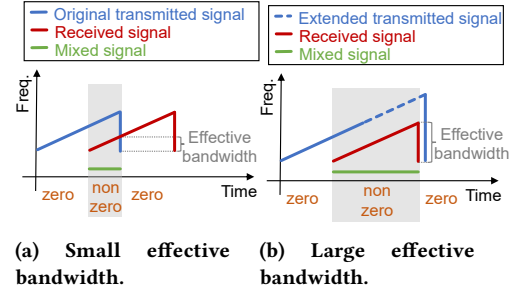 Original transmitted signal
Received signal
Mixed signal
Freq.
Effective
bandwidth
Time
zero
non
zero
zero
(a) Small effective
bandwidth.
Extended transmitted signal
Received signal
Mixed signal
Freq.
Effective
bandwidth
Time
zero
non
zero
zero
(b) Large effective
bandwidth.